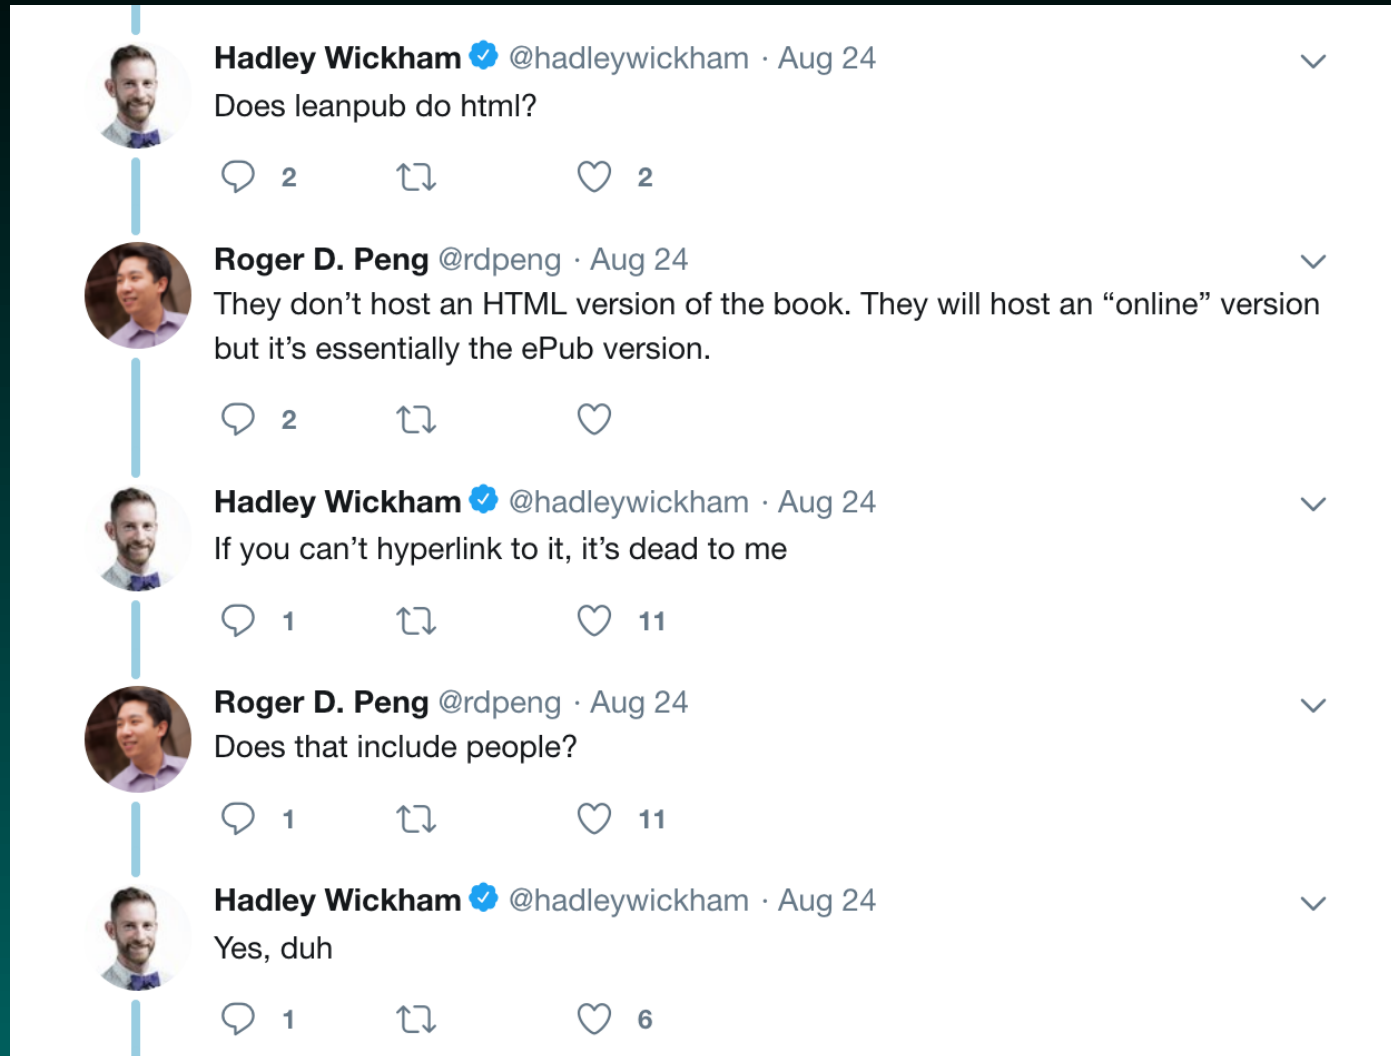 Hadley Wickham @hadleywickham · Aug 24
Does leanpub do html?
2 2
Roger D. Peng @rdpeng · Aug 24
They don’t host an HTML version of the book. They will host an “online” version
but it’s essentially the ePub version.
2
Hadley Wickham @hadleywickham · Aug 24
If you can’t hyperlink to it, it’s dead to me
1 11
Roger D. Peng @rdpeng · Aug 24
Does that include people?
1 11
Hadley Wickham @hadleywickham · Aug 24
Yes, duh
1 6